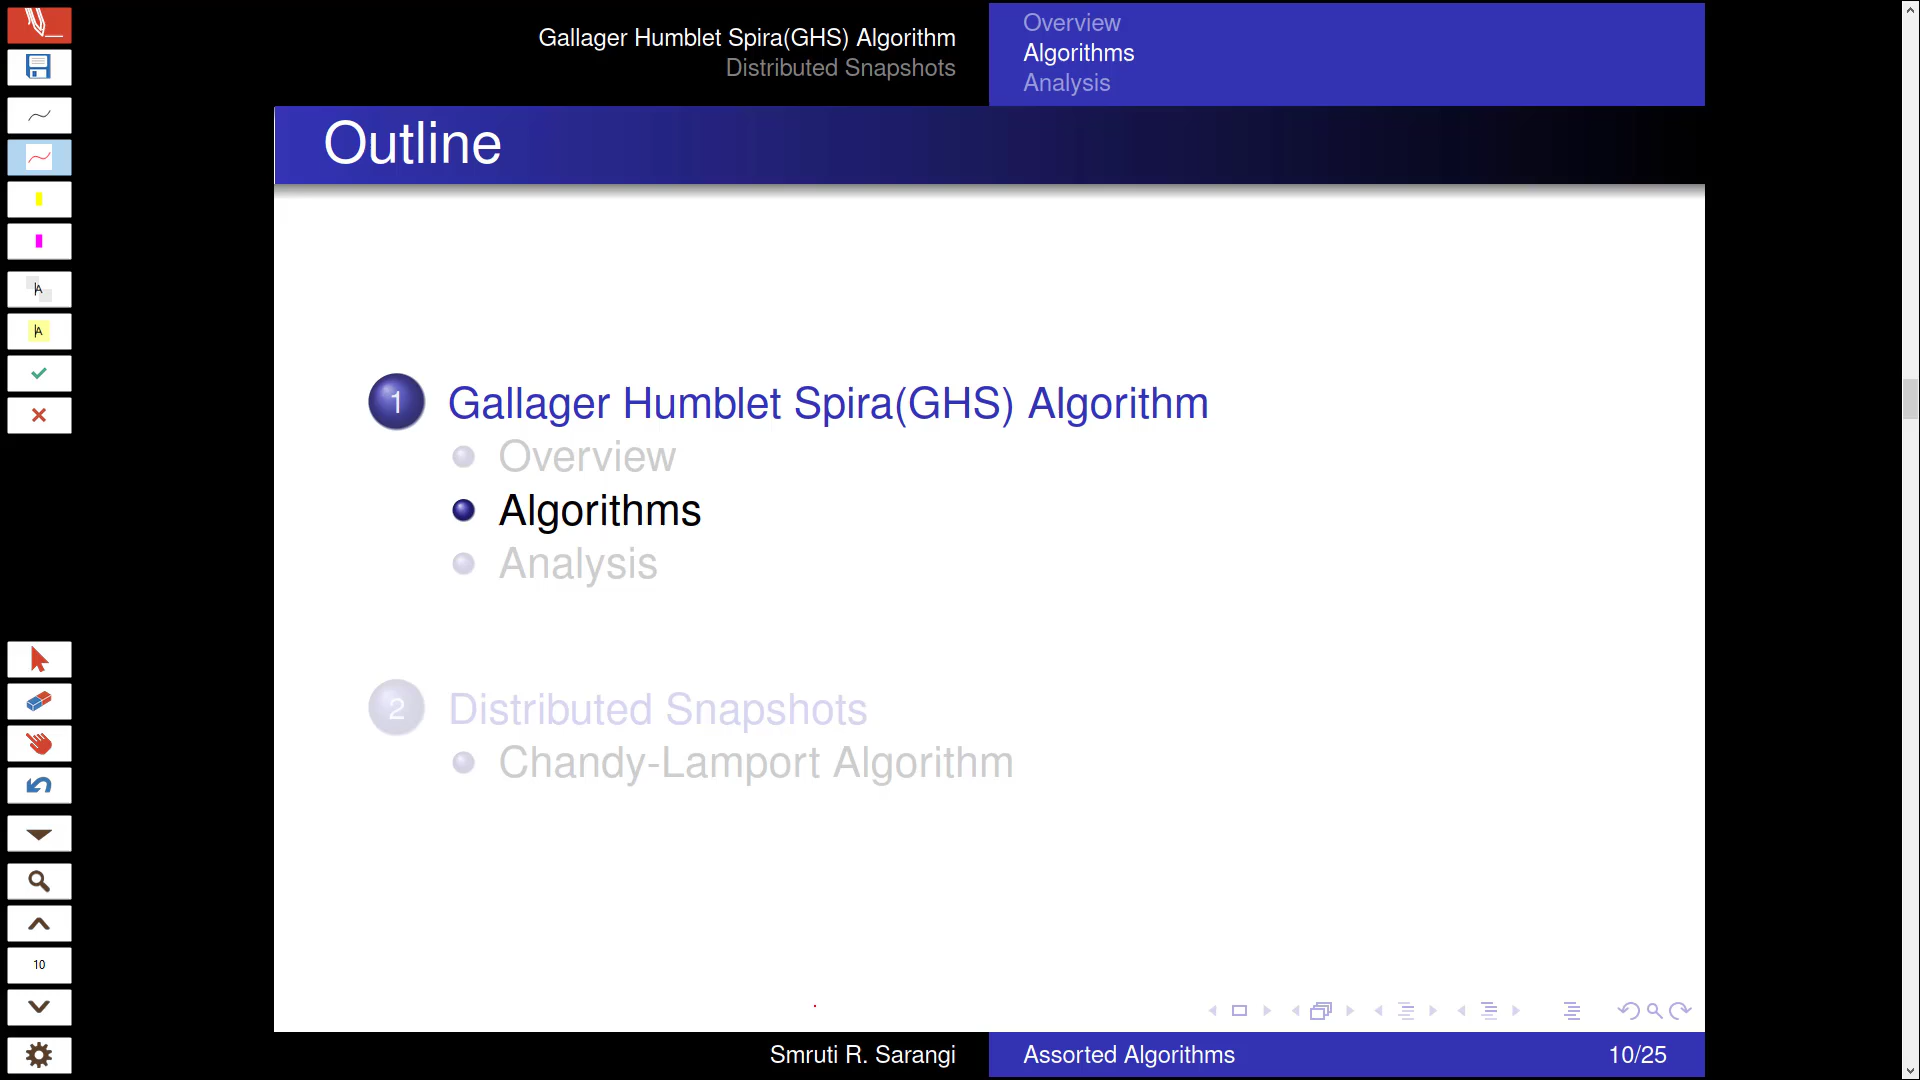 Gallager Humblet Spira(GHS) Algorithm
Distributed Snapshots
Overview
Algorithms
Analysis
Outline
1 Gallager Humblet Spira(GHS) Algorithm
Overview
Algorithms
Analysis
2 Distributed Snapshots
Chandy-Lamport Algorithm
A
A
10
Smruti R. Sarangi
Assorted Algorithms
10/25